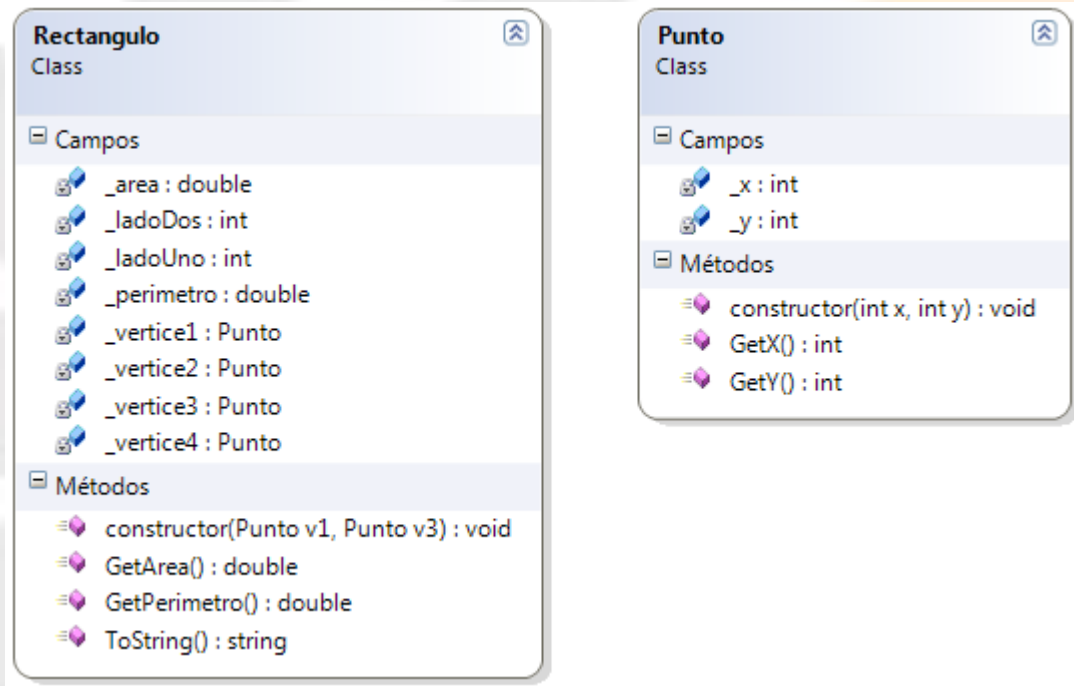 Rectangulo
Class
Campos
_area : double
_ladoDos : int
_ladoUno : int
_perimetro : double
_vertice1 : Punto
_vertice2 : Punto
_vertice3 : Punto
_vertice4 : Punto
Métodos
constructor(Punto v1, Punto v3) : void
GetArea() : double
GetPerimetro() : double
ToString() : string
Punto
Class
Campos
_x : int
_y : int
Métodos
constructor(int x, int y) : void
GetX() : int
GetY() : int